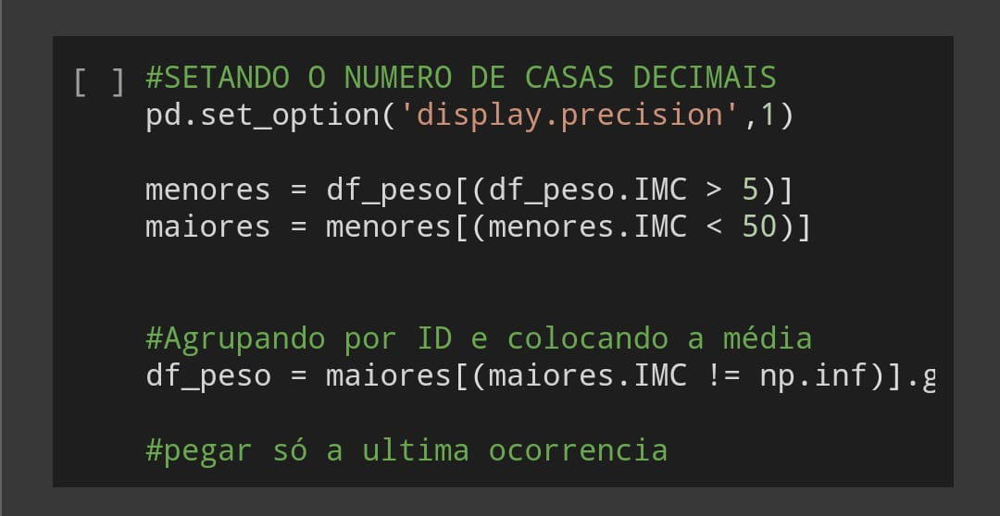 [ ] #SETANDO O NUMERO DE CASAS DECIMAIS
pd.set_option('display.precision',1)
menores = df_peso[(df_peso.IMC > 5)]
maiores = menores[(menores.IMC < 50)]
#Agrupando por ID e colocando a média
df_peso = maiores[(maiores.IMC != np.inf)].g
#pegar só a ultima ocorrencia